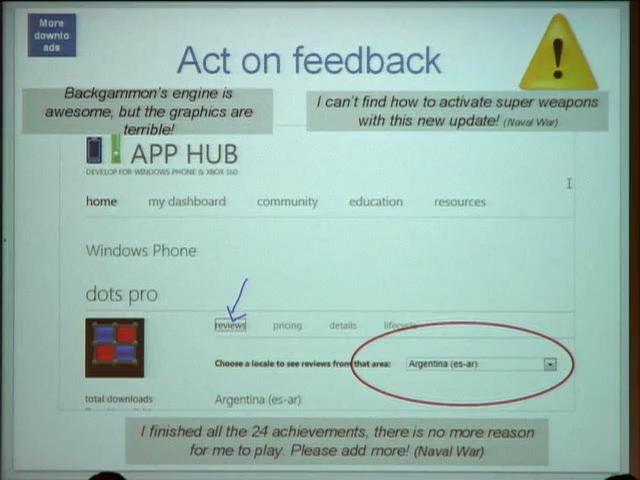 More
downlo
ads
Act on feedback
Backgammon's engine is
awesome, but the graphics are
terrible!
I can't find how to activate super weapons
with this new update! (Naval War)
APP HUB
DEVELOP FOR WINDOWS PHONE & XBOX 360
home my dashboard community education resources
Windows Phone
dots pro
reviews pricing details lifecycle
Choose a locale to see reviews from that area: Argentina (es-ar)
total downloads Argentina (es-ar)
I finished all the 24 achievements, there is no more reason
for me to play. Please add more! (Naval War)